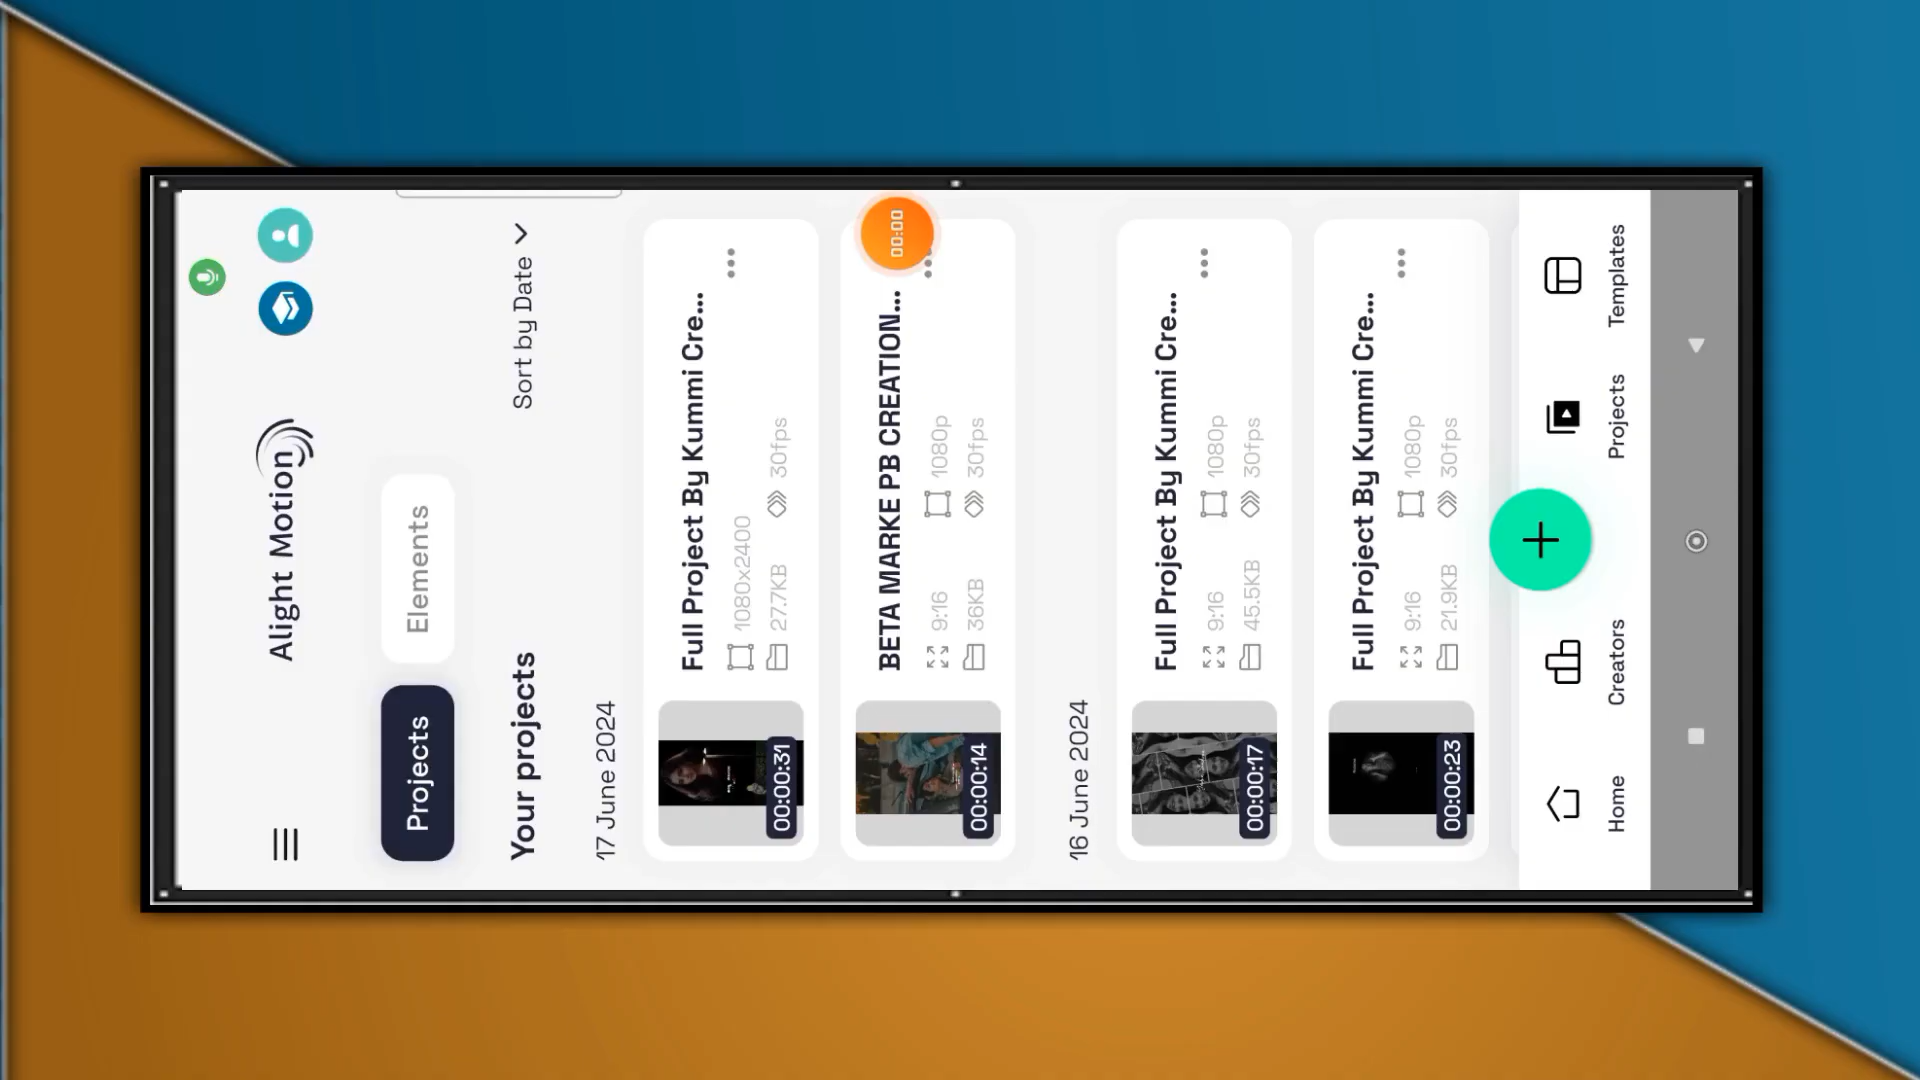 Alight Motion
Projects
Elements
Your projects
Sort by Date
17 June 2024
Full Project By Kummi Cre...
1080x2400
27.7KB
30fps
00:00:31
00:00
BETA MARKE PB CREATION...
9:16
1080p
36KB
30fps
00:00:14
16 June 2024
Full Project By Kummi Cre...
9:16
1080p
45.5KB
30fps
00:00:17
Full Project By Kummi Cre...
9:16
1080p
21.9KB
30fps
00:00:23
Home
Creators
Projects
Templates